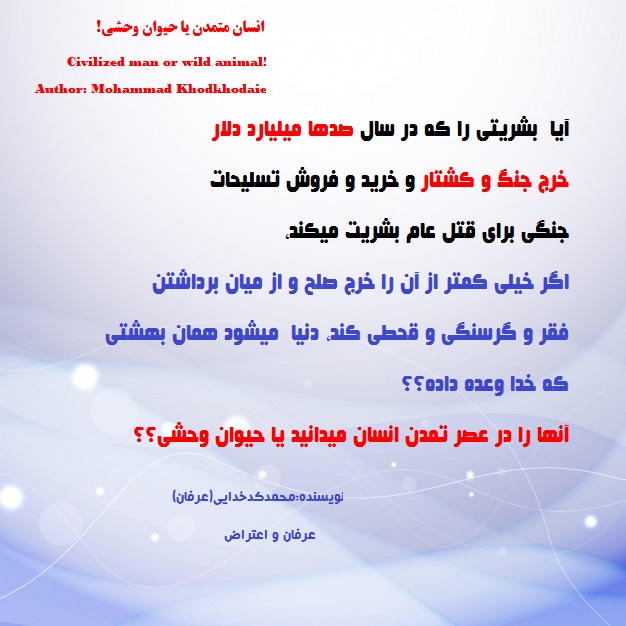 انسان متمدن یا حیوان وحشی!
Civilized man or wild animal!
Author: Mohammad Khodkhodaie
آیا بشریتی را که در سال صدها میلیارد دلار
خرج جنگ و کشتار و خرید و فروش تسلیحات
جنگی برای قتل عام بشریت میکند،
اگر خیلی کمتر از آن را خرج صلح و از میان برداشتن
فقر و گرسنگی و قحطی کند، دنیا میشود همان بهشتی
که خدا وعده داده؟؟
آنها را در عصر تمدن انسان میدانید یا حیوان وحشی؟؟
نویسنده:محمدکدخدایی(عرفان)
عرفان و اعتراض